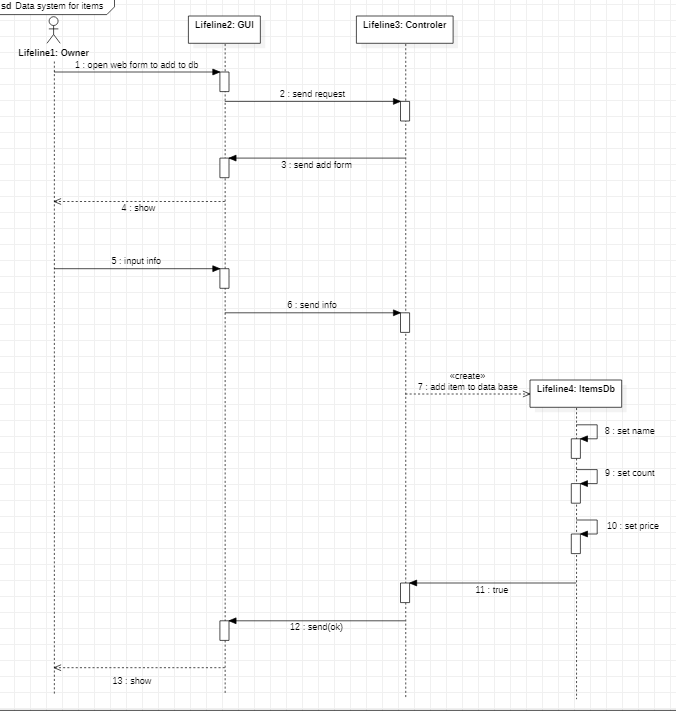 sd Data system for items
Lifeline1: Owner
Lifeline2: GUI
Lifeline3: Controler
1 : open web form to add to db
2 : send request
3 : send add form
4 : show
5 : input info
6 : send info
«create»
7 : add item to data base
Lifeline4: ItemsDb
8 : set name
9 : set count
10 : set price
11 : true
12 : send(ok)
13 : show